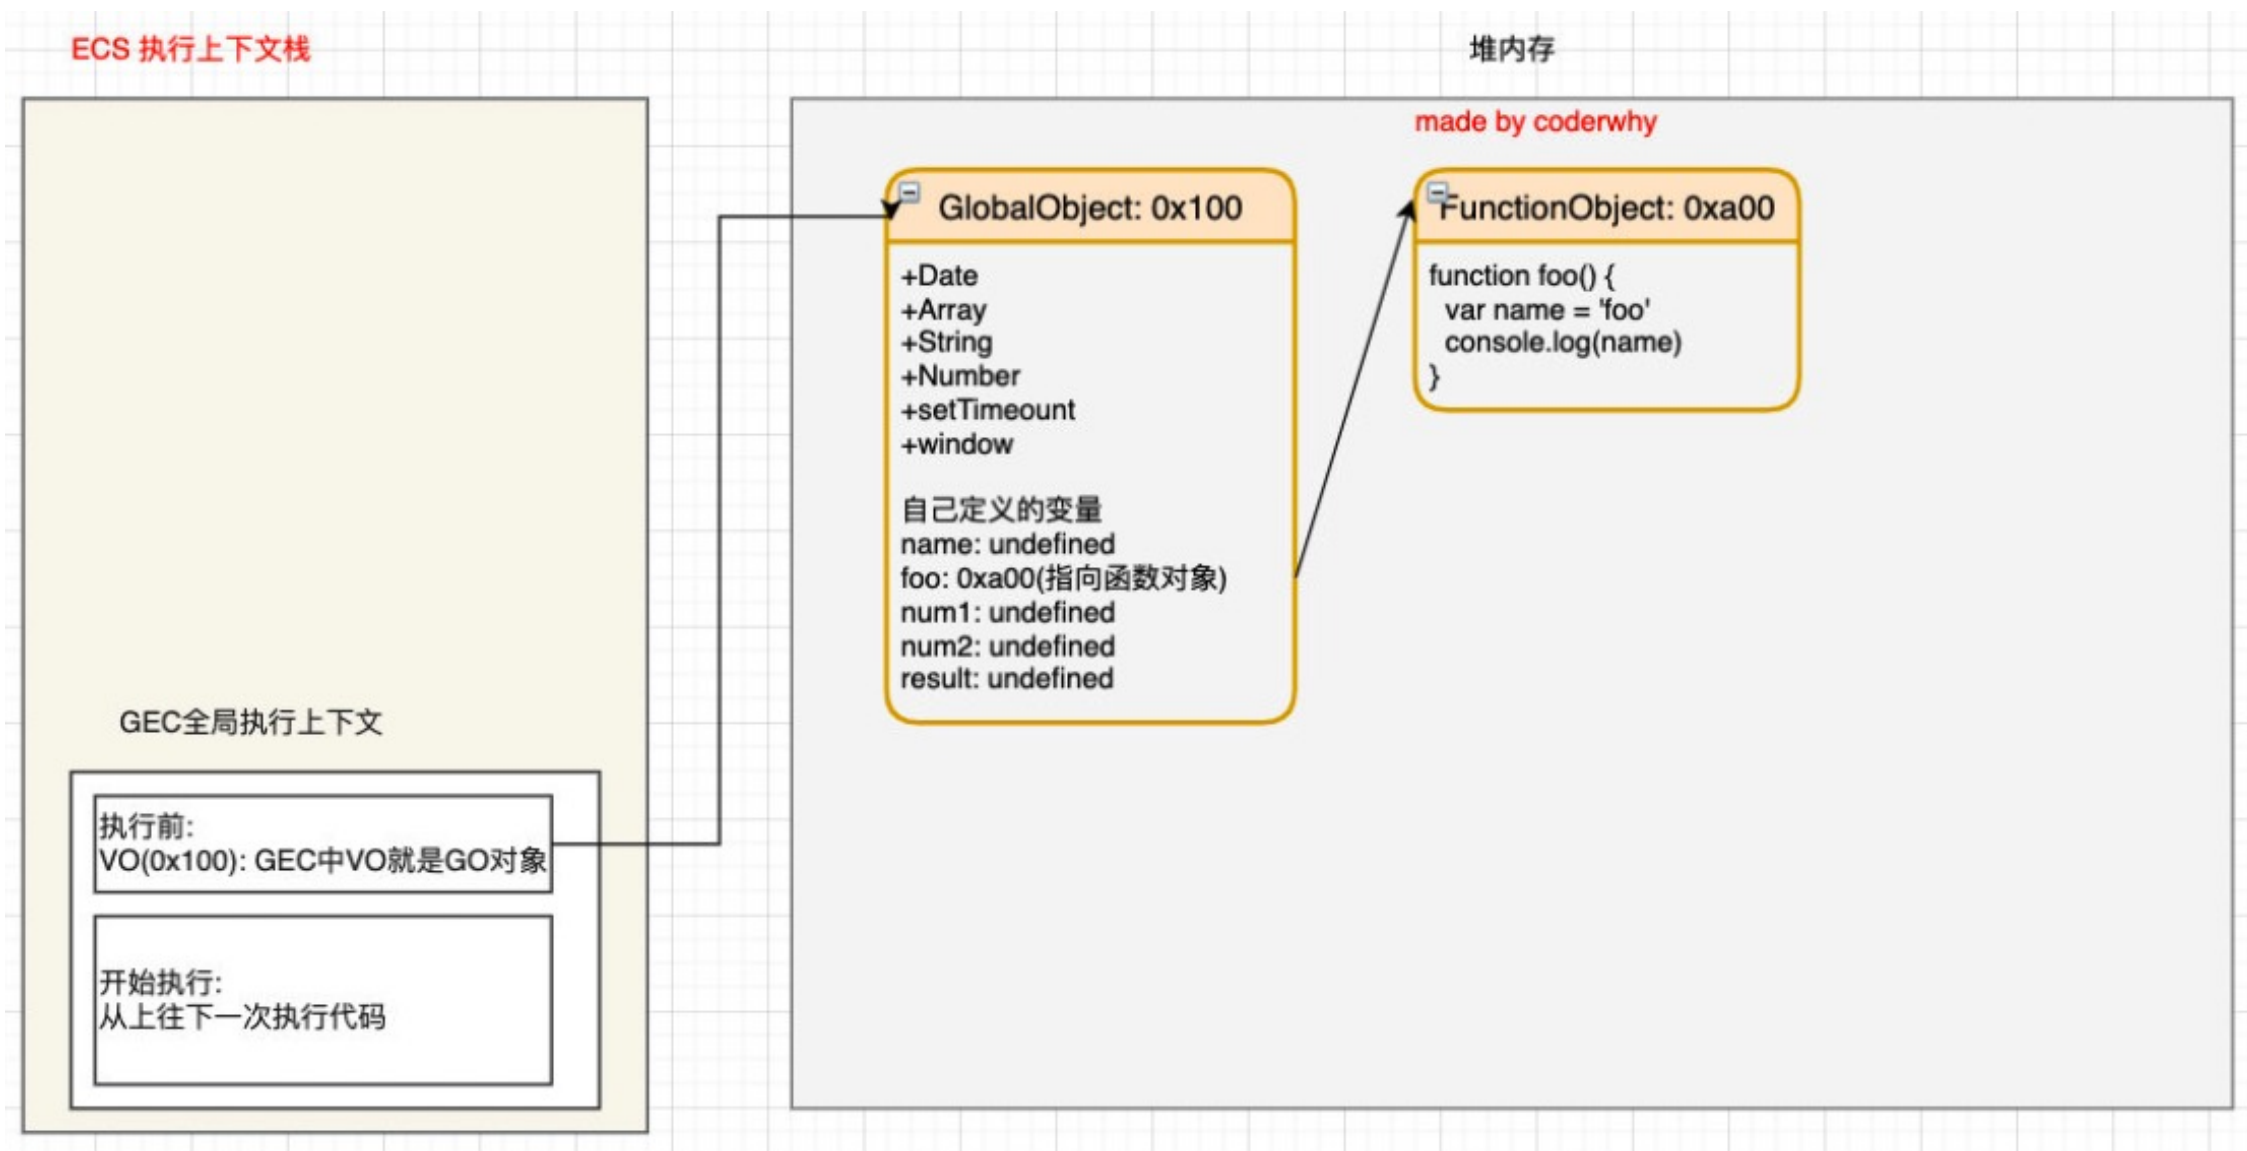 ECS 执行上下文栈
堆内存
made by coderwhy
GlobalObject: 0x100
+Date
+Array
+String
+Number
+setTimeount
+window
自己定义的变量
name: undefined
foo: 0xa00(指向函数对象)
num1: undefined
num2: undefined
result: undefined
FunctionObject: 0xa00
function foo() {
var name = 'foo'
console.log(name)
}
GEC全局执行上下文
执行前:
VO(0x100): GEC中VO就是GO对象
开始执行:
从上往下一次执行代码